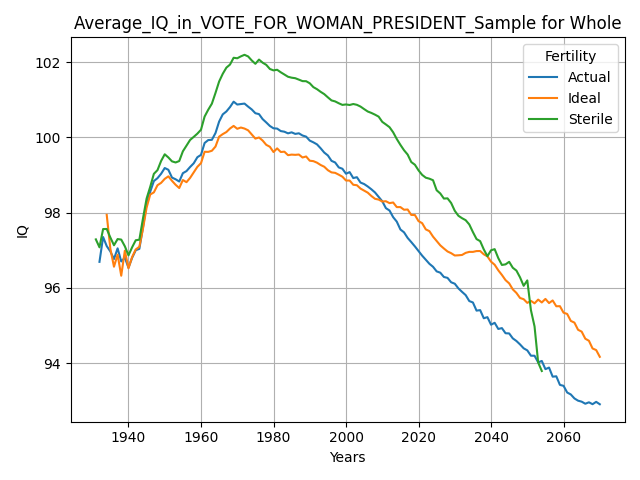 Average_IQ_in_VOTE_FOR_WOMAN_PRESIDENT_Sample for Whole
Fertility
Actual
Ideal
Sterile
102
100
98
96
94
IQ
1940
1960
1980
2000
2020
2040
2060
Years